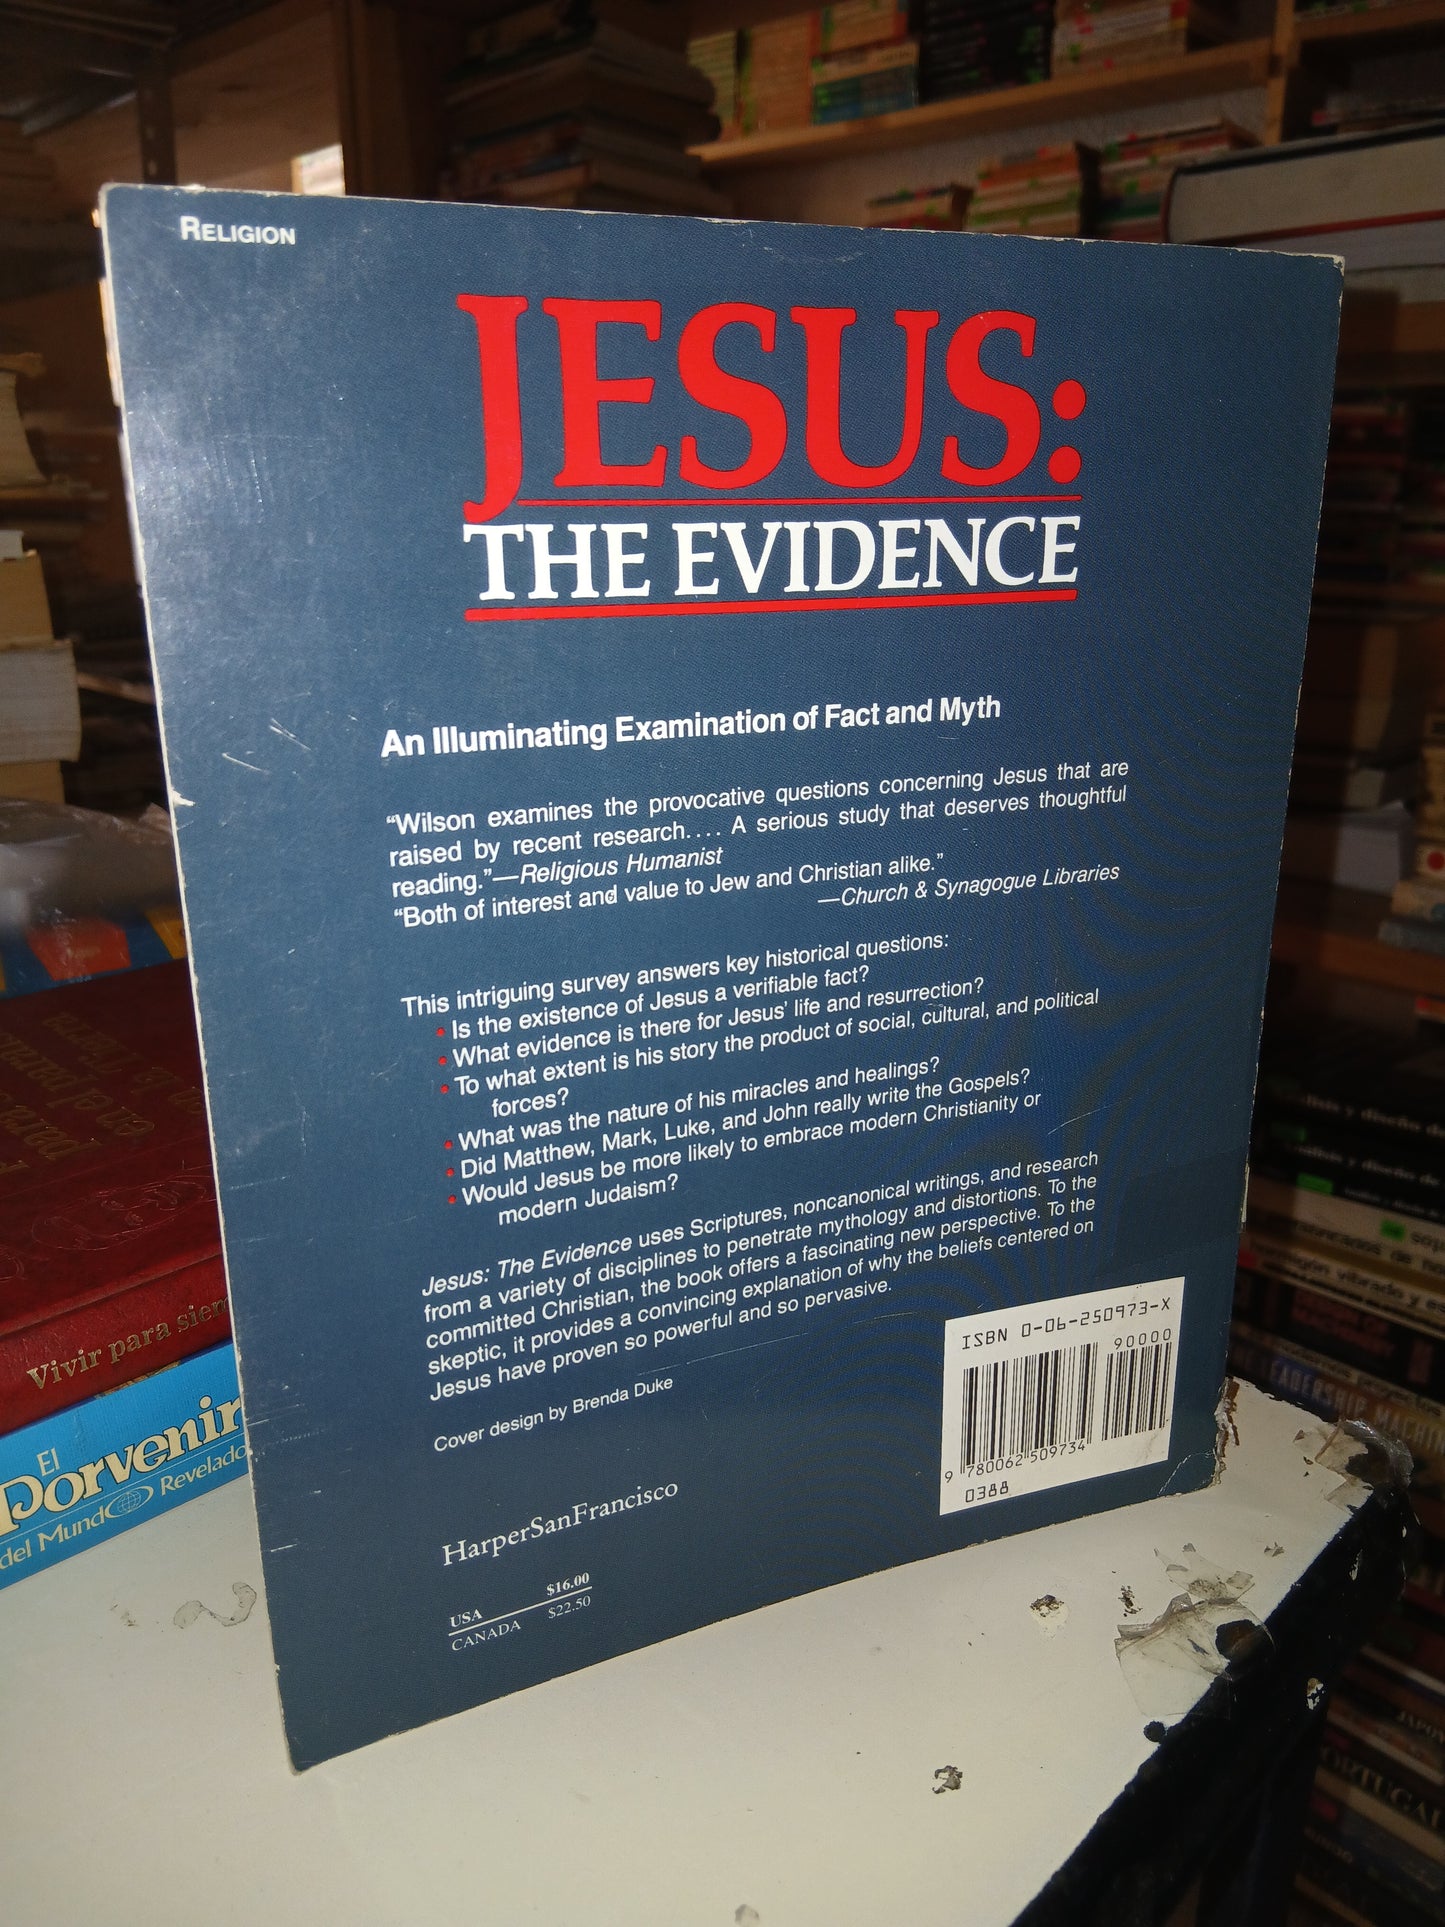 RELIGION
JESUS:
THE EVIDENCE
An Illuminating Examination of Fact and Myth
“Wilson examines the provocative questions concerning Jesus that are
raised by recent research.... A serious study that deserves thoughtful
reading.”—Religious Humanist
“Both of interest and value to Jew and Christian alike.”
—Church & Synagogue Libraries
This intriguing survey answers key historical questions:
• Is the existence of Jesus a verifiable fact?
• What evidence is there for Jesus’ life and resurrection?
• To what extent is his story the product of social, cultural, and political
forces?
• What was the nature of his miracles and healings?
• Did Matthew, Mark, Luke, and John really write the Gospels?
• Would Jesus be more likely to embrace modern Christianity or
modern Judaism?
Jesus: The Evidence uses Scriptures, noncanonical writings, and research
from a variety of disciplines to penetrate mythology and distortions. To the
committed Christian, the book offers a fascinating new perspective. To the
skeptic, it provides a convincing explanation of why the beliefs centered on
Jesus have proven so powerful and so pervasive.
Cover design by Brenda Duke
HarperSanFrancisco
USA $16.00
CANADA $22.50
ISBN 0-06-250973-X
90000
9 780062 509734
0388
Vivir para siem
El
Porvenir
del Mundo Revelado
LEADERSHIP MACHIN
PORTUGAL